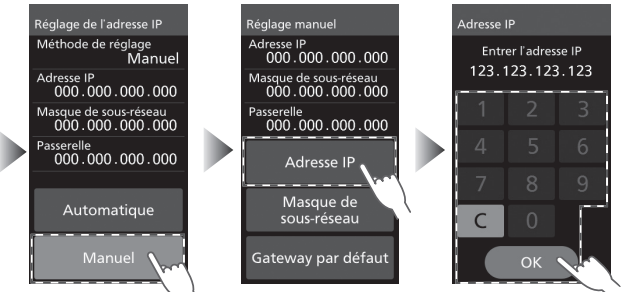 Réglage de l'adresse IP
Méthode de réglage
Manuel
Adresse IP
000.000.000.000
Masque de sous-réseau
000.000.000.000
Passerelle
000.000.000.000
Automatique
Manuel
Réglage manuel
Adresse IP
000.000.000.000
Masque de sous-réseau
000.000.000.000
Passerelle
000.000.000.000
Adresse IP
Masque de
sous-réseau
Gateway par défaut
Adresse IP
Entrer l'adresse IP
123.123.123.123
1 2 3
4 5 6
7 8 9
C 0
OK